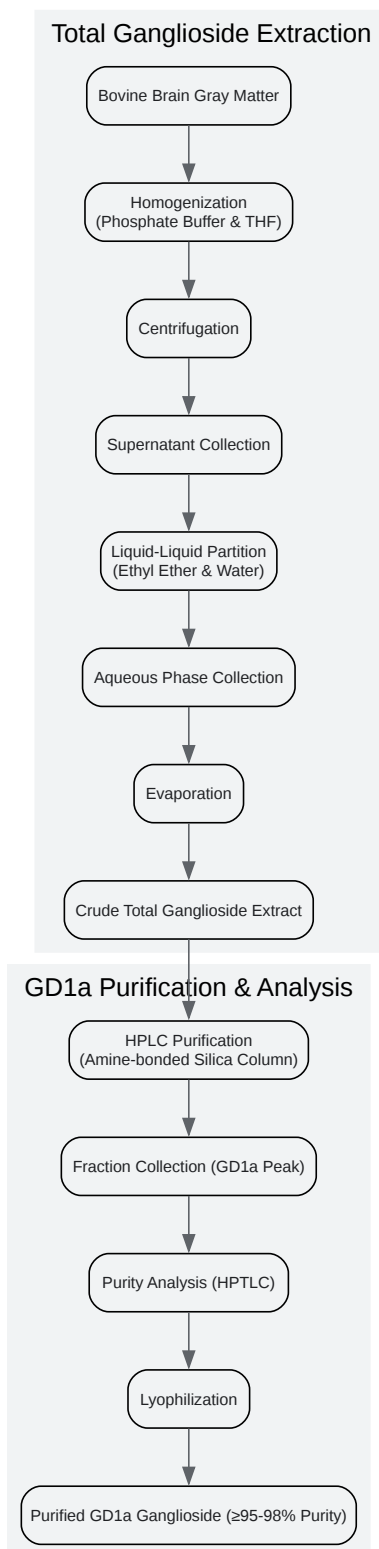 Total Ganglioside Extraction
Bovine Brain Gray Matter
Homogenization
(Phosphate Buffer & THF)
Centrifugation
Supernatant Collection
Liquid-Liquid Partition
(Ethyl Ether & Water)
Aqueous Phase Collection
Evaporation
Crude Total Ganglioside Extract
GD1a Purification & Analysis
HPLC Purification
(Amine-bonded Silica Column)
Fraction Collection (GD1a Peak)
Purity Analysis (HPTLC)
Lyophilization
Purified GD1a Ganglioside (≥95-98% Purity)